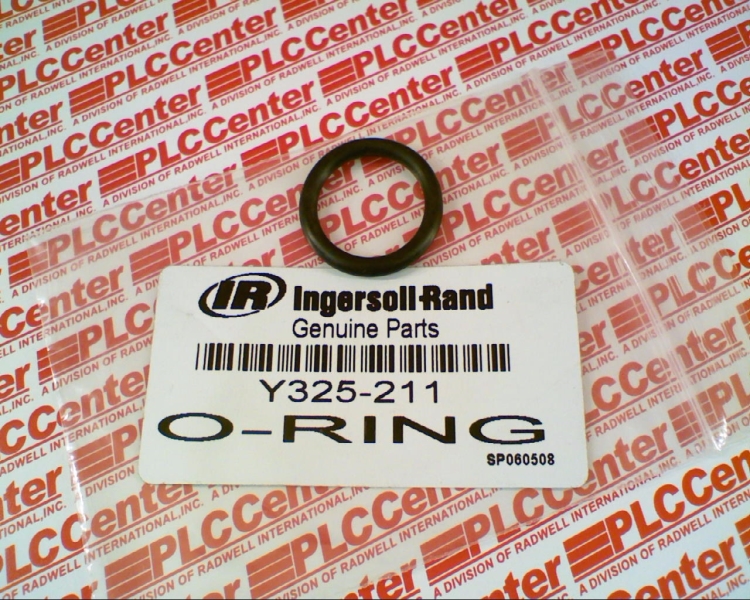 PLCCenter
A DIVISION OF RADWELL INTERNATIONAL, INC.
IR Ingersoll-Rand
Genuine Parts
Y325-211
O-RING
SP060508